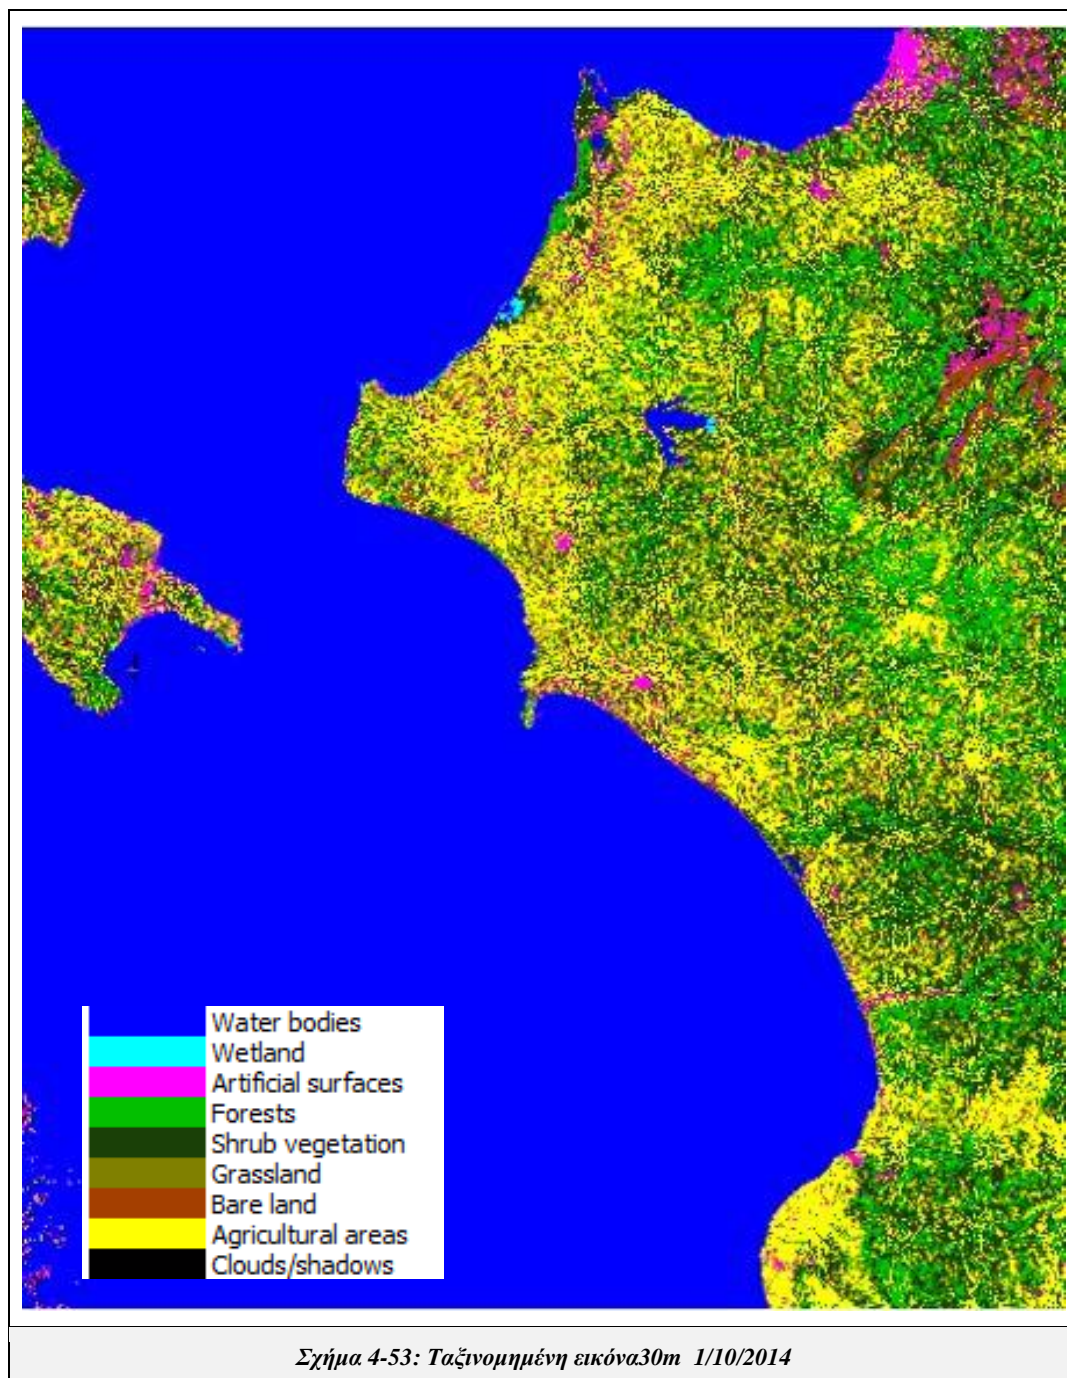 Water bodies
Wetland
Artificial surfaces
Forests
Shrub vegetation
Grassland
Bare land
Agricultural areas
Clouds/shadows
Σχήμα 4-53: Ταξινομημένη εικόνα30m 1/10/2014